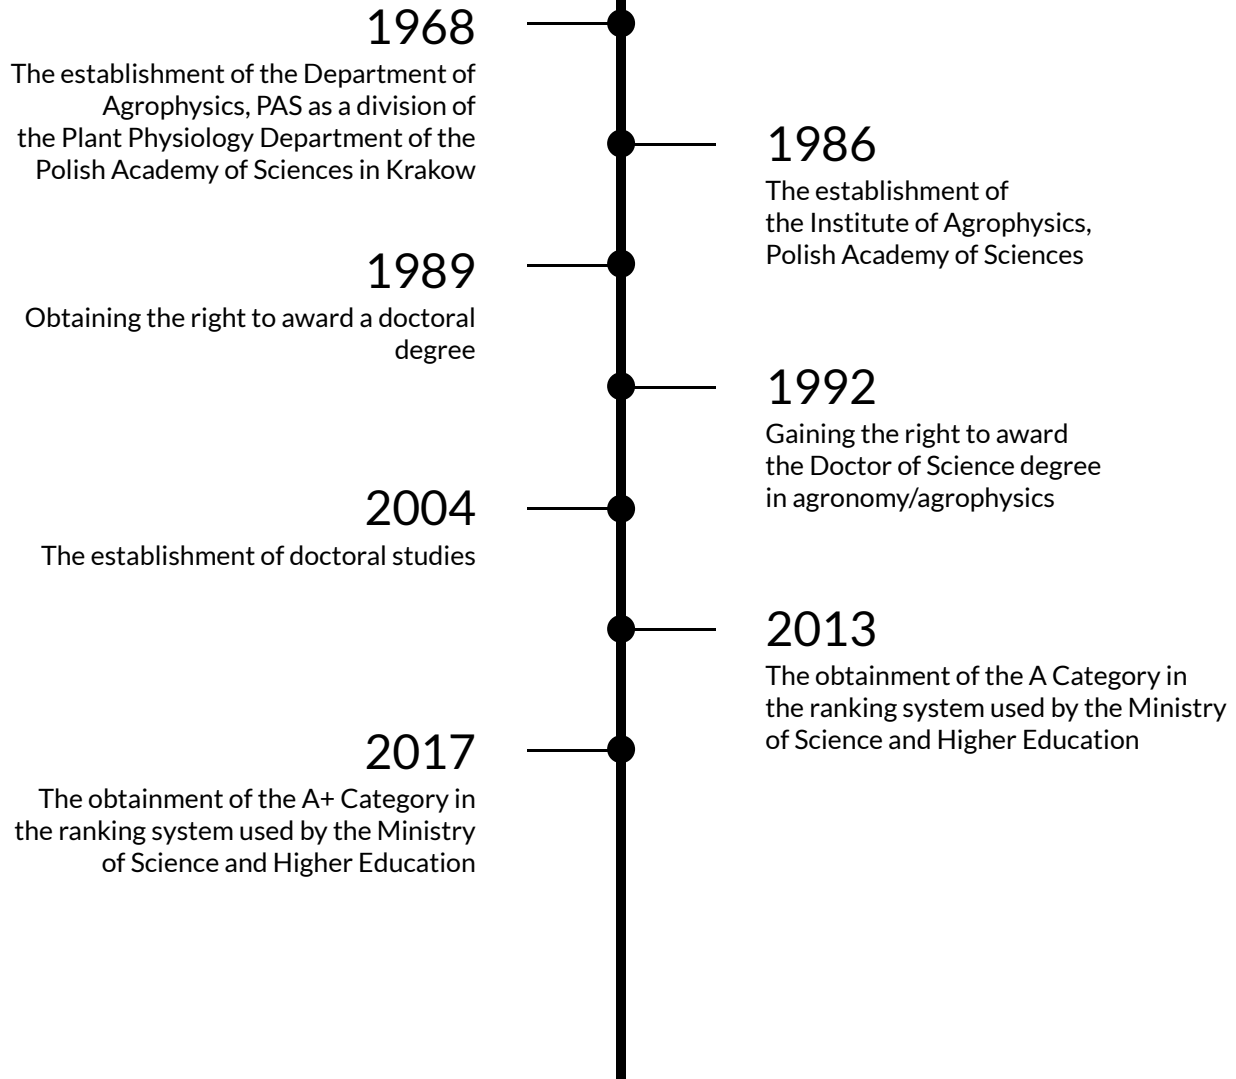 1968
The establishment of the Department of
Agrophysics, PAS as a division of
the Plant Physiology Department of the
Polish Academy of Sciences in Krakow
1986
The establishment of
the Institute of Agrophysics,
Polish Academy of Sciences
1989
Obtaining the right to award a doctoral
degree
1992
Gaining the right to award
the Doctor of Science degree
in agronomy/agrophysics
2004
The establishment of doctoral studies
2013
The obtainment of the A Category in
the ranking system used by the Ministry
of Science and Higher Education
2017
The obtainment of the A+ Category in
the ranking system used by the Ministry
of Science and Higher Education